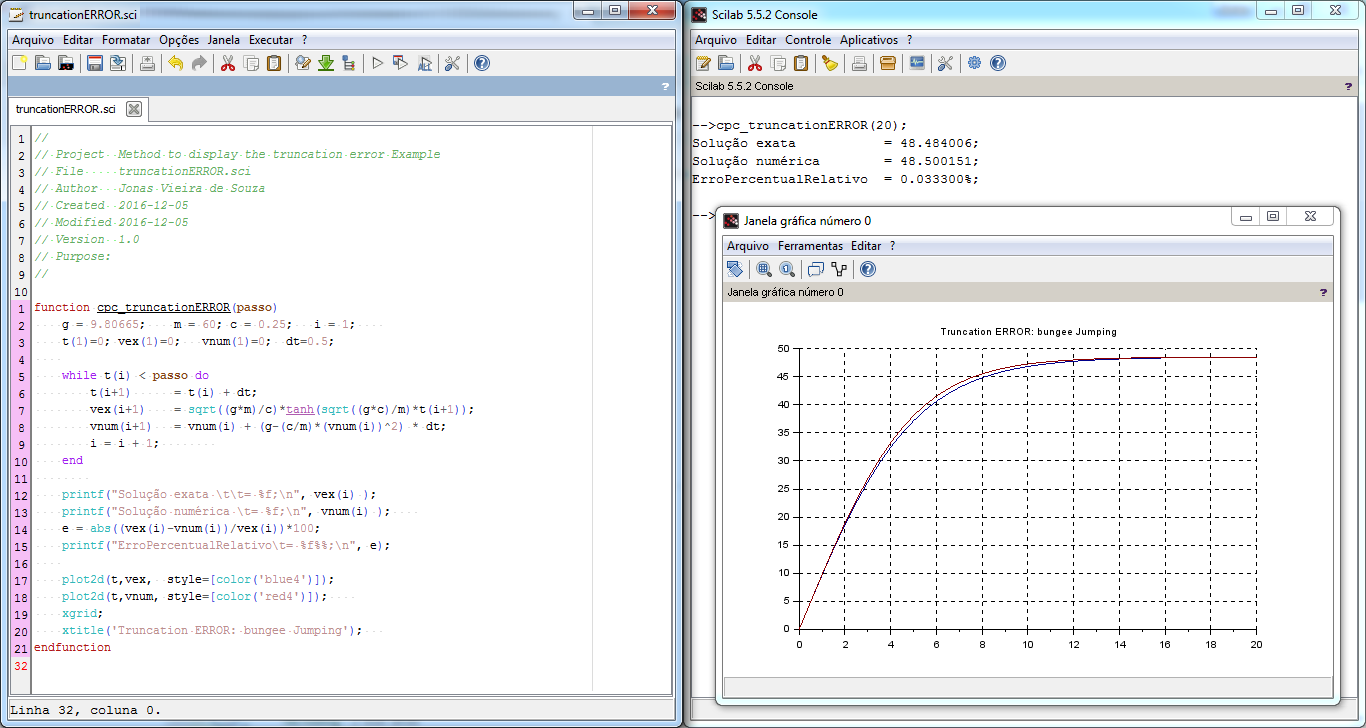 truncationERROR.sci
Arquivo Editar Formatar Opções Janela Executar ?
?
truncationERROR.sci
1 //
2 // Project Method to display the truncation error Example
3 // File truncationERROR.sci
4 // Author Jonas Vieira de Souza
5 // Created 2016-12-05
6 // Modified 2016-12-05
7 // Version 1.0
8 // Purpose:
9 //
10
1 function cpc_truncationERROR(passo)
2 g = 9.80665; m = 60; c = 0.25; i = 1;
3 t(1)=0; vex(1)=0; vnum(1)=0; dt=0.5;
4
5 while t(i) < passo do
6 t(i+1) = t(i) + dt;
7 vex(i+1) = sqrt((g*m)/c)*tanh(sqrt((g*c)/m)*t(i+1));
8 vnum(i+1) = vnum(i) + (g-(c/m)*(vnum(i))^2) * dt;
9 i = i + 1;
10 end
11
12 printf("Solução exata \t\t= %f;\n", vex(i) );
13 printf("Solução numérica \t= %f;\n", vnum(i) );
14 e = abs((vex(i)-vnum(i))/vex(i))*100;
15 printf("ErroPercentualRelativo\t= %f%%;\n", e);
16
17 plot2d(t,vex, style=[color('blue4')]);
18 plot2d(t,vnum, style=[color('red4')]);
19 xgrid;
20 xtitle('Truncation ERROR: bungee Jumping');
21 endfunction
32
Linha 32, coluna 0.
Scilab 5.5.2 Console
Arquivo Editar Controle Aplicativos ?
Scilab 5.5.2 Console ?
-->cpc_truncationERROR(20);
Solução exata = 48.484006;
Solução numérica = 48.500151;
ErroPercentualRelativo = 0.033300%;
-->
Janela gráfica número 0
Arquivo Ferramentas Editar ?
Janela gráfica número 0 ?
Truncation ERROR: bungee Jumping
50
45
40
35
30
25
20
15
10
5
0
0 2 4 6 8 10 12 14 16 18 20